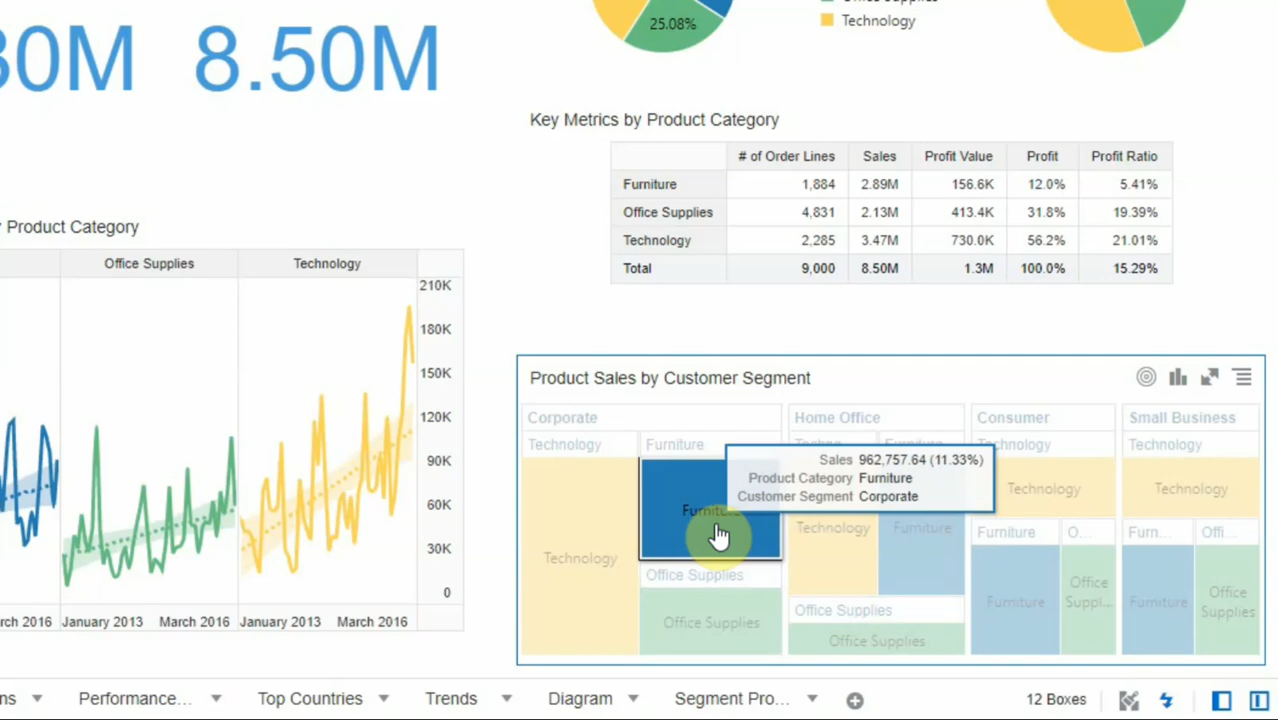 30M 8.50M
25.08%
Technology
Key Metrics by Product Category
# of Order Lines Sales Profit Value Profit Profit Ratio
Furniture 1,884 2.89M 156.6K 12.0% 5.41%
Office Supplies 4,831 2.13M 413.4K 31.8% 19.39%
Technology 2,285 3.47M 730.0K 56.2% 21.01%
Total 9,000 8.50M 1.3M 100.0% 15.29%
Product Category
Office Supplies Technology
210K
180K
150K
120K
90K
60K
30K
0
rch 2016 January 2013 March 2016 January 2013 March 2016
Product Sales by Customer Segment
Corporate Home Office Consumer Small Business
Technology Furniture Techno... Technology Technology
Sales 962,757.64 (11.33%)
Product Category Furniture
Customer Segment Corporate
Technology Technology
Technology Furniture
Furniture O... Furn... Offi...
Technology
Office Supplies
Furniture Office Suppl... Furniture Office Supplies
Office Supplies
Office Supplies
Office Supplies
ns Performance... Top Countries Trends Diagram Segment Pro... 12 Boxes